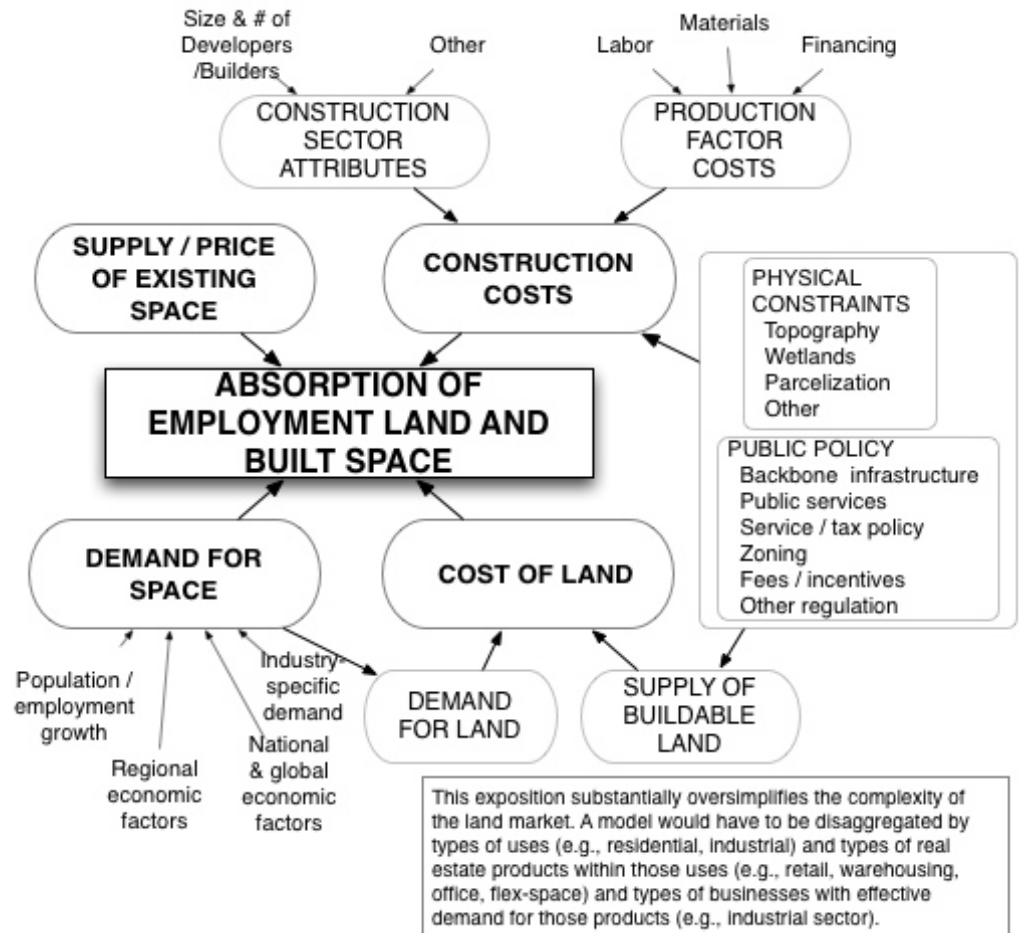 Size & # of
Developers
/Builders
Other
Labor
Materials
Financing
CONSTRUCTION
SECTOR
ATTRIBUTES
PRODUCTION
FACTOR
COSTS
SUPPLY / PRICE
OF EXISTING
SPACE
CONSTRUCTION
COSTS
PHYSICAL
CONSTRAINTS
Topography
Wetlands
Parcelization
Other
ABSORPTION OF
EMPLOYMENT LAND AND
BUILT SPACE
PUBLIC POLICY
Backbone infrastructure
Public services
Service / tax policy
Zoning
Fees / incentives
Other regulation
DEMAND FOR
SPACE
COST OF LAND
Population /
employment
growth
Regional
economic
factors
National
& global
economic
factors
Industry-
specific
demand
DEMAND
FOR LAND
SUPPLY OF
BUILDABLE
LAND
This exposition substantially oversimplifies the complexity of
the land market. A model would have to be disaggregated by
types of uses (e.g., residential, industrial) and types of real
estate products within those uses (e.g., retail, warehousing,
office, flex-space) and types of businesses with effective
demand for those products (e.g., industrial sector).